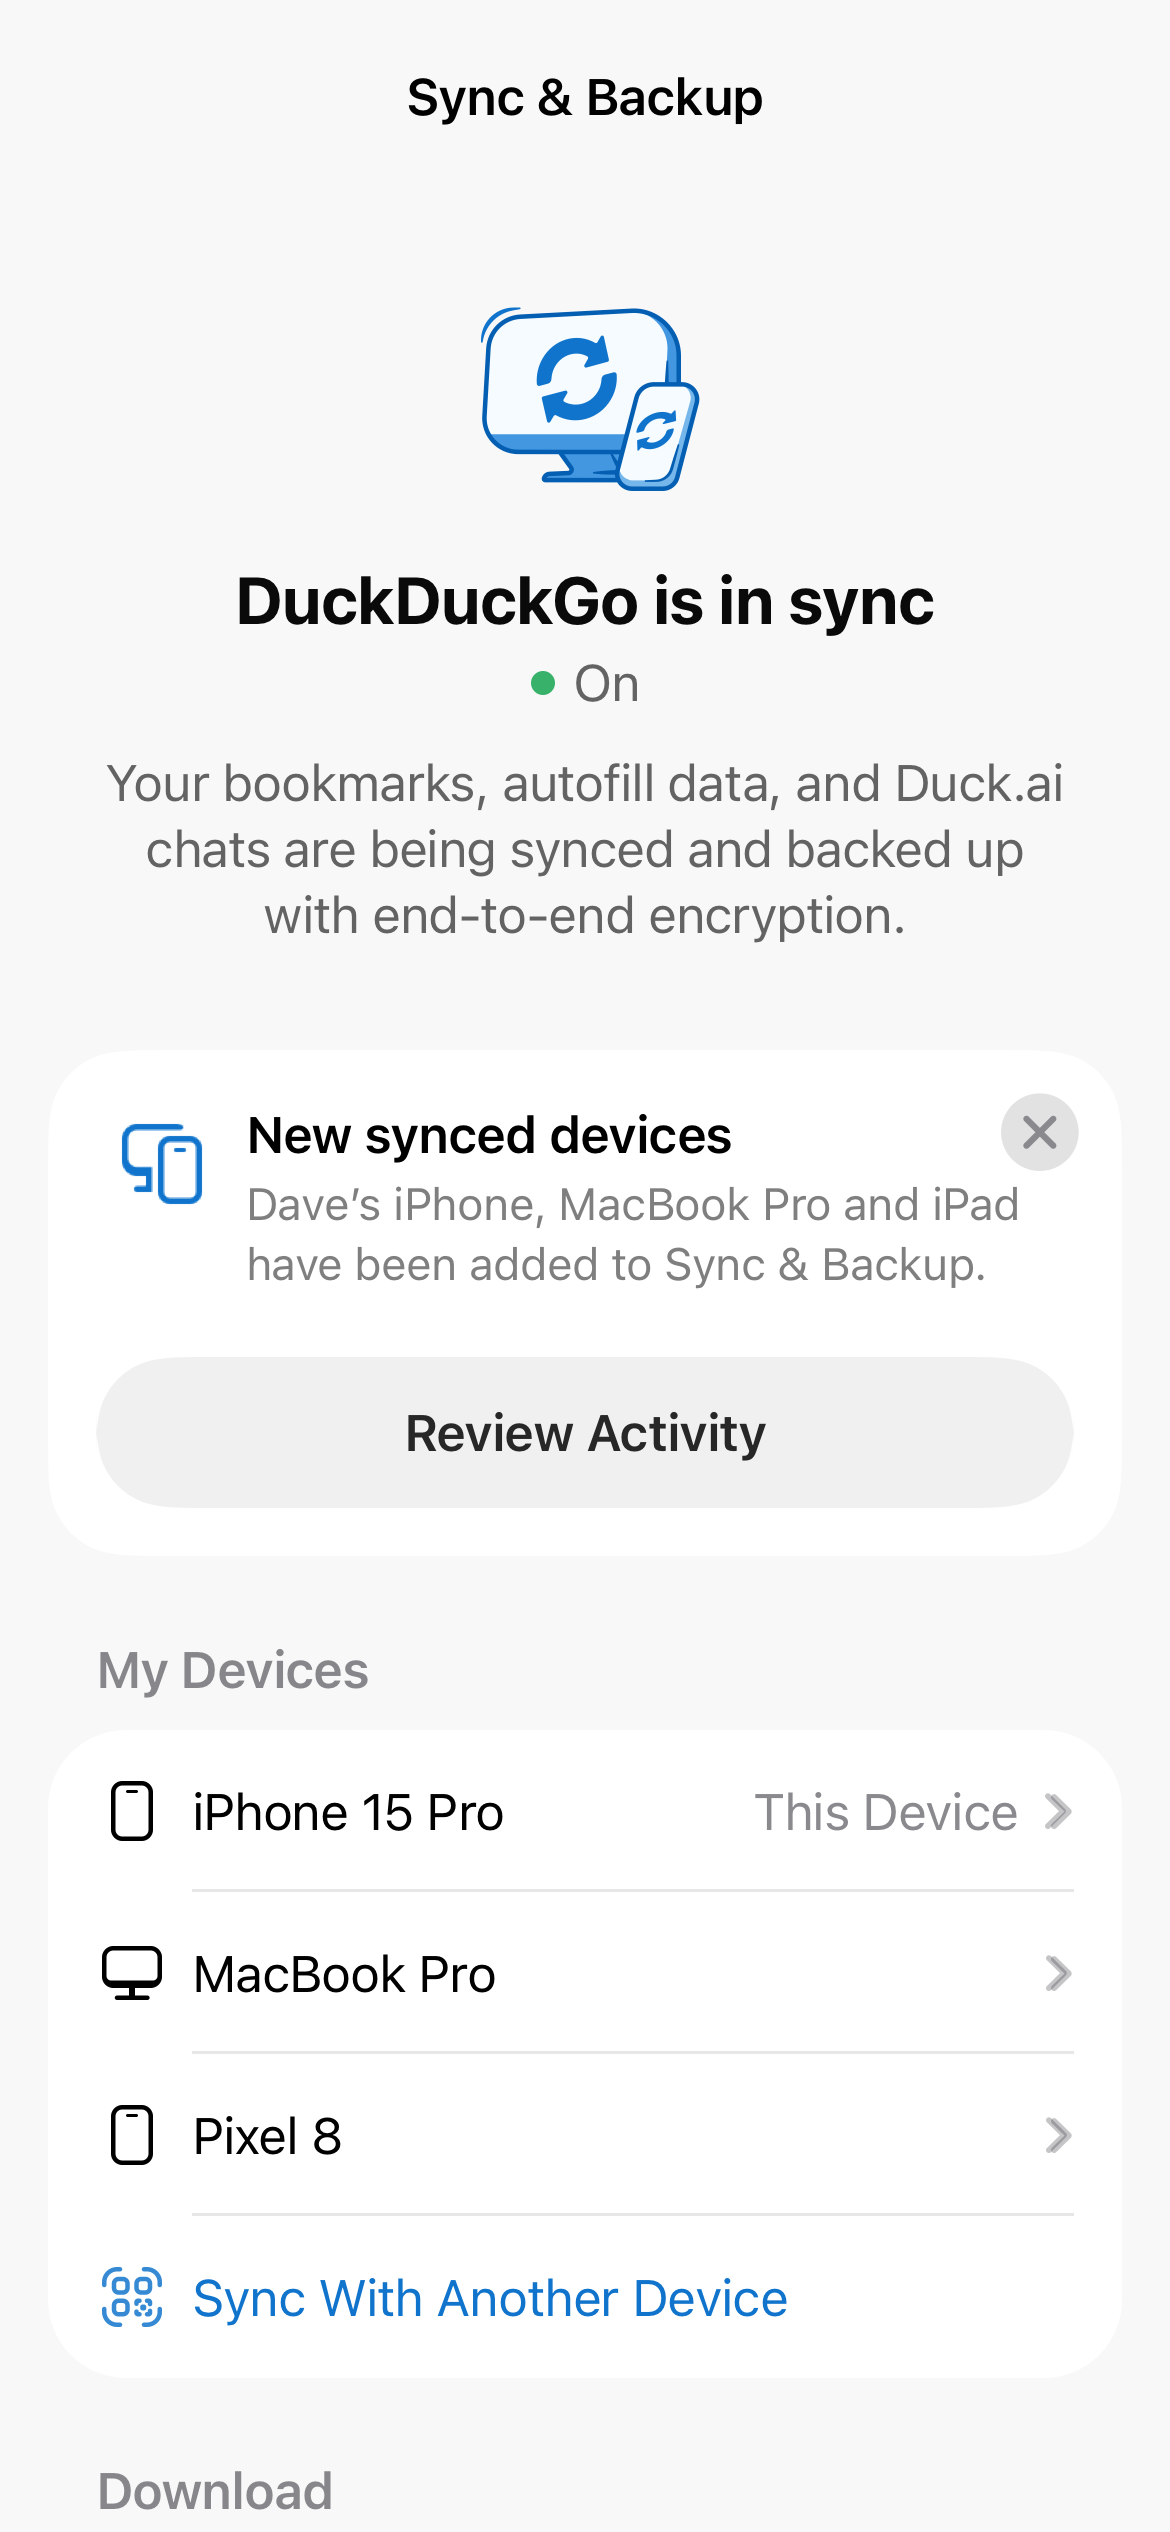 Sync & Backup
DuckDuckGo is in sync
On
Your bookmarks, autofill data, and Duck.ai
chats are being synced and backed up
with end-to-end encryption.
New synced devices
Dave’s iPhone, MacBook Pro and iPad
have been added to Sync & Backup.
Review Activity
My Devices
iPhone 15 Pro This Device
MacBook Pro
Pixel 8
Sync With Another Device
Download